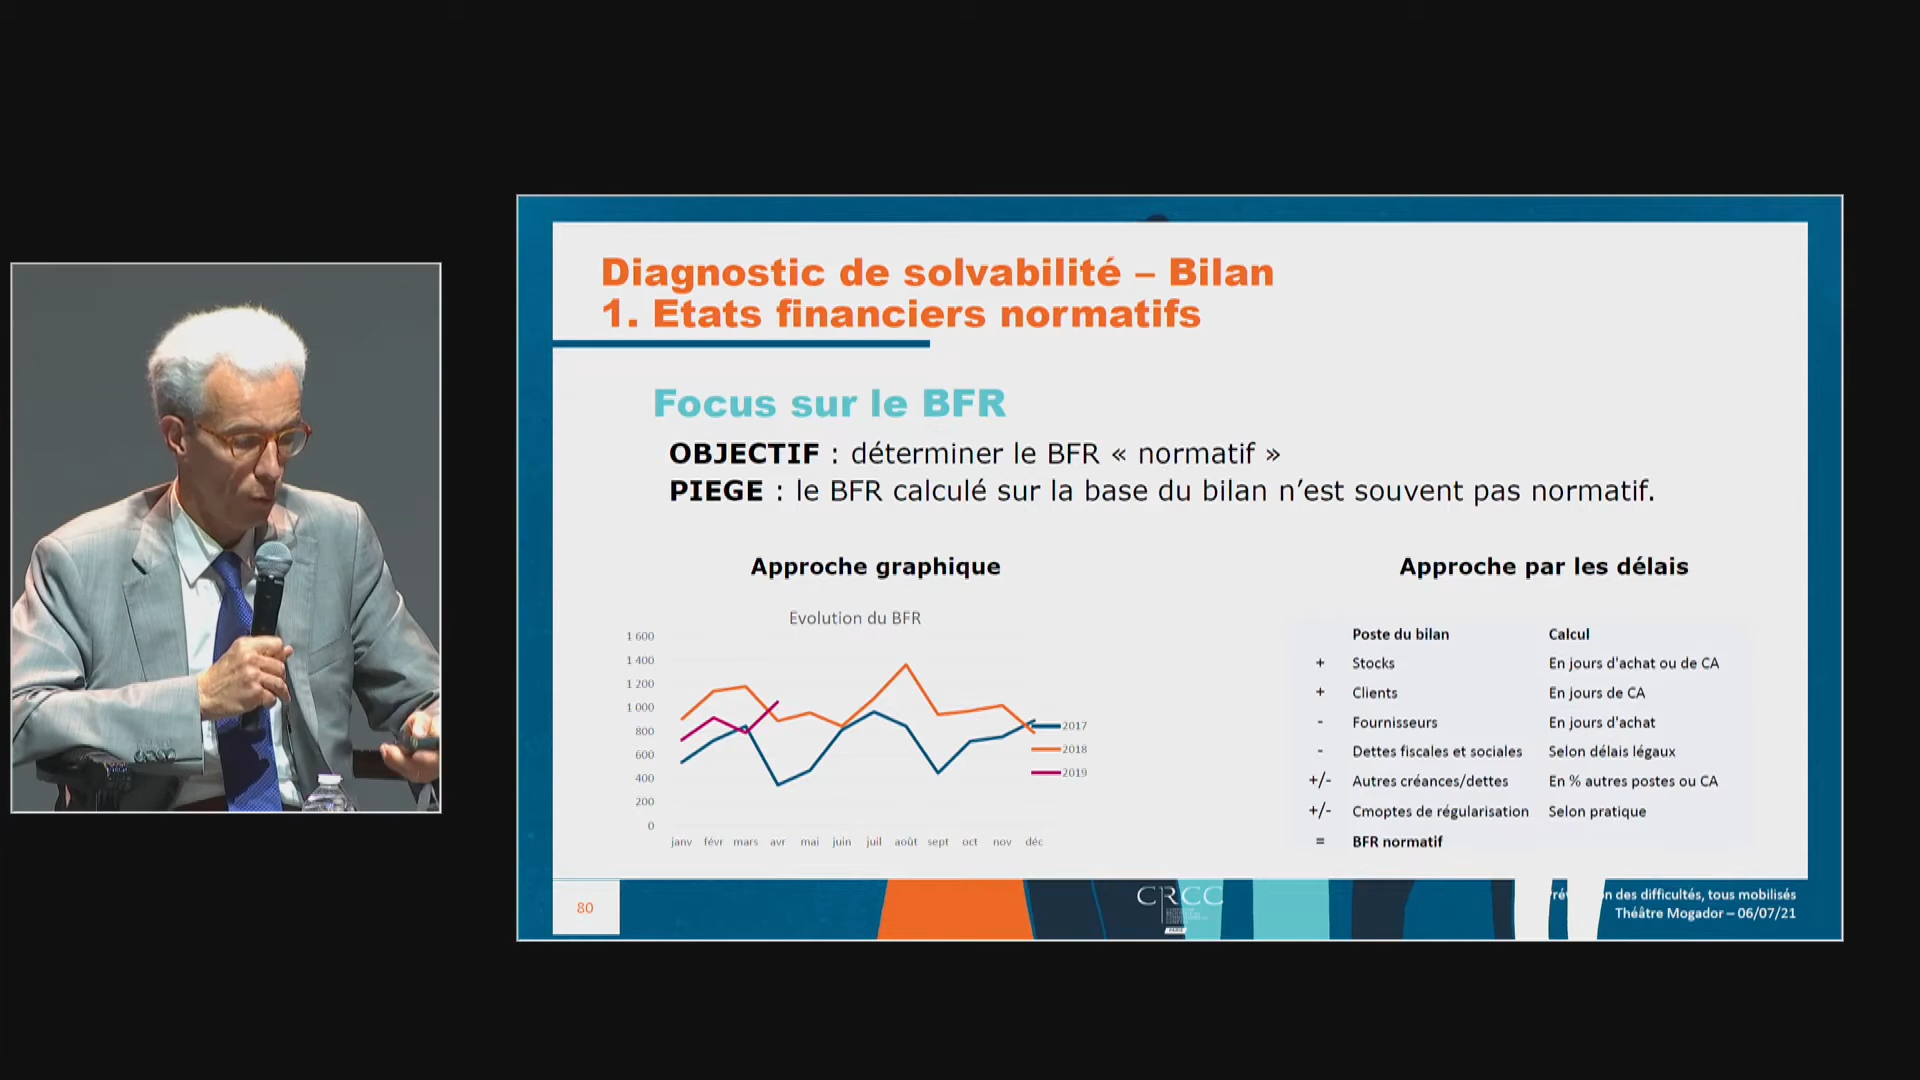 Diagnostic de solvabilité – Bilan
1. Etats financiers normatifs
Focus sur le BFR
OBJECTIF : déterminer le BFR « normatif »
PIEGE : le BFR calculé sur la base du bilan n’est souvent pas normatif.
Approche graphique
Evolution du BFR
1 600
1 400
1 200
1 000
800
600
400
200
0
janv févr mars avr mai juin juil août sept oct nov déc
2017
2018
2019
Approche par les délais
Poste du bilan Calcul
+ Stocks En jours d'achat ou de CA
+ Clients En jours de CA
- Fournisseurs En jours d'achat
- Dettes fiscales et sociales Selon délais légaux
+/- Autres créances/dettes En % autres postes ou CA
+/- Cmoptes de régularisation Selon pratique
= BFR normatif
80
CRCC
PARIS
des difficultés, tous mobilisés
Théâtre Mogador – 06/07/21